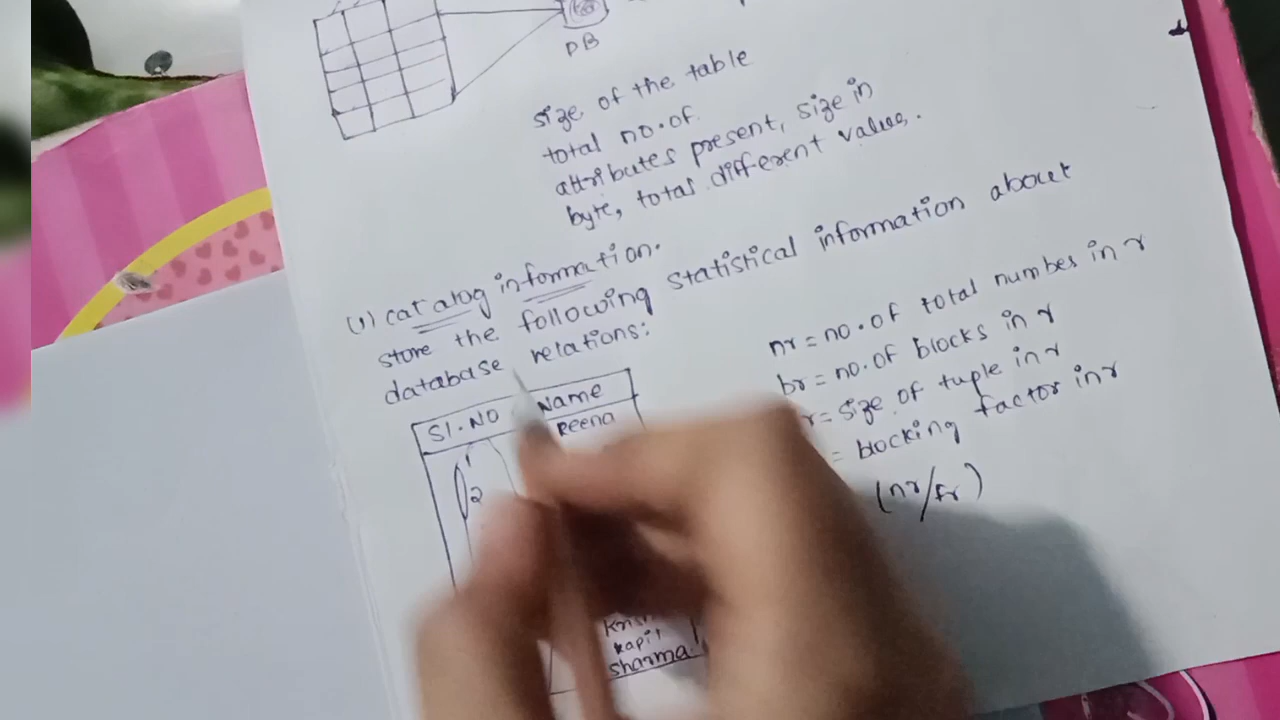 DB
size of the table
total no.of.
attributes present, size in
byte, total different values.
(1) catalog information.
store the following statistical information about
database relations:
nr = no.of total numbes in r
br = no.of blocks in r
r = size of tuple in r
= blocking factor in r
(nr/fr)
Sl.NO Name
1 Reena
2
kapil
sharma